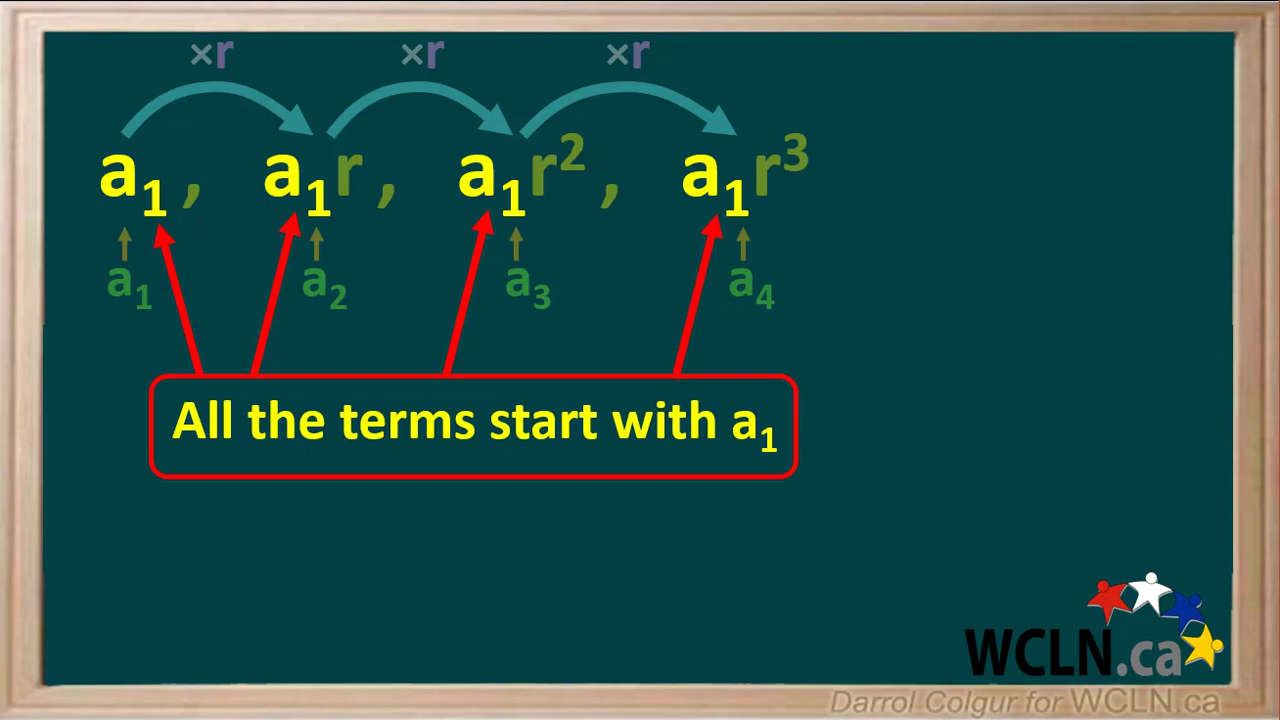 ×r ×r ×r
a₁, a₁r, a₁r², a₁r³
a₁ a₂ a₃ a₄
All the terms start with a₁
WCLN.ca
Darrol Colgur for WCLN.ca